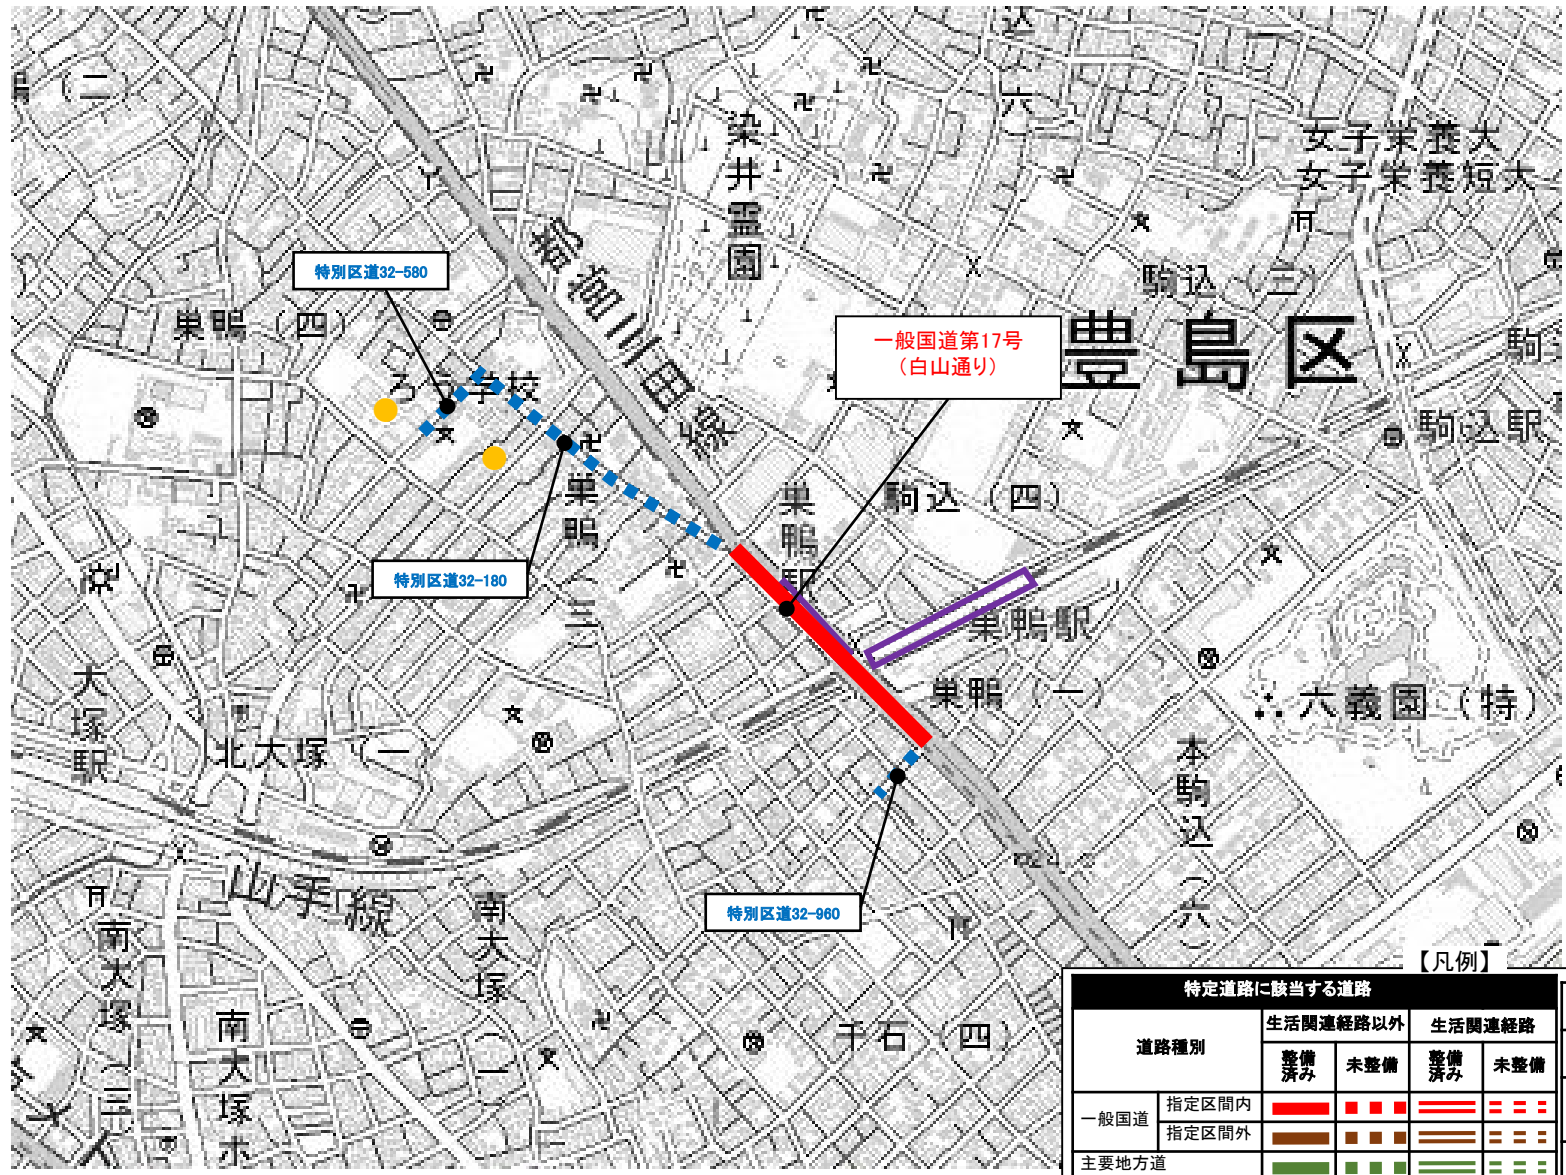 女子栄養大
女子栄養短大
染井霊園
特別区道32-580
駒込（三）
巣鴨（四）
一般国道第17号
（白山通り）
豊島区
ろう学校
駒込駅
巣鴨（三）
巣鴨駅
駒込（四）
特別区道32-180
巣鴨駅
大塚駅
北大塚（一
巣鴨（一）
六義園（特）
本駒込（六）
山手線
南大塚
南大塚（一）
特別区道32-960
南大塚
千石（四）
【凡例】
特定道路に該当する道路
道路種別
生活関連経路以外
生活関連経路
整備済み
未整備
整備済み
未整備
一般国道
指定区間内
指定区間外
主要地方道